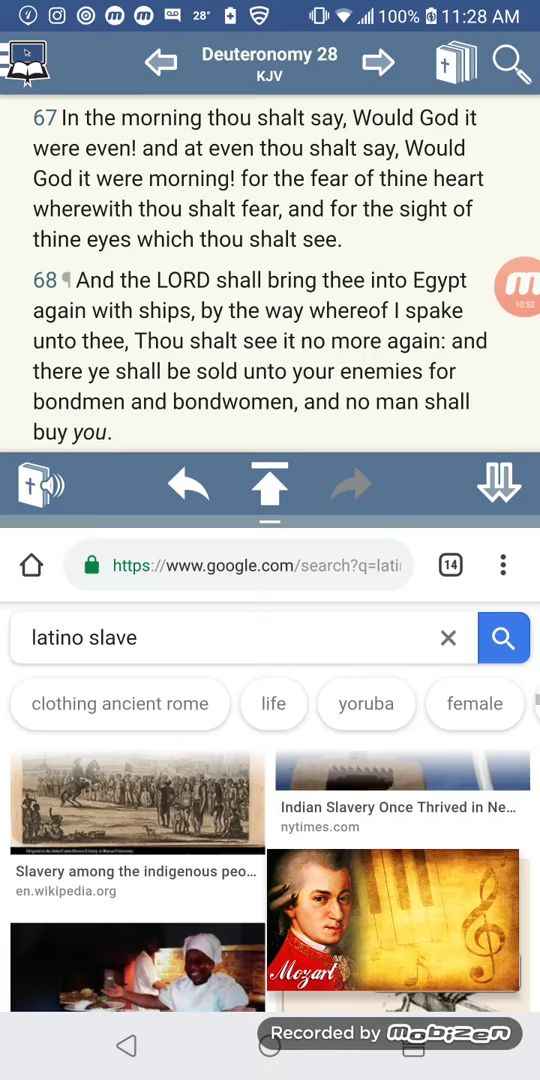 28° 100% 11:28 AM
Deuteronomy 28
KJV
67 In the morning thou shalt say, Would God it
were even! and at even thou shalt say, Would
God it were morning! for the fear of thine heart
wherewith thou shalt fear, and for the sight of
thine eyes which thou shalt see.
68 ¶ And the LORD shall bring thee into Egypt
again with ships, by the way whereof I spake
unto thee, Thou shalt see it no more again: and
there ye shall be sold unto your enemies for
bondmen and bondwomen, and no man shall
buy you.
10:52
https://www.google.com/search?q=lati
14
latino slave
clothing ancient rome
life
yoruba
female
Indian Slavery Once Thrived in Ne...
nytimes.com
Slavery among the indigenous peo...
en.wikipedia.org
Mozart
Recorded by mobizen